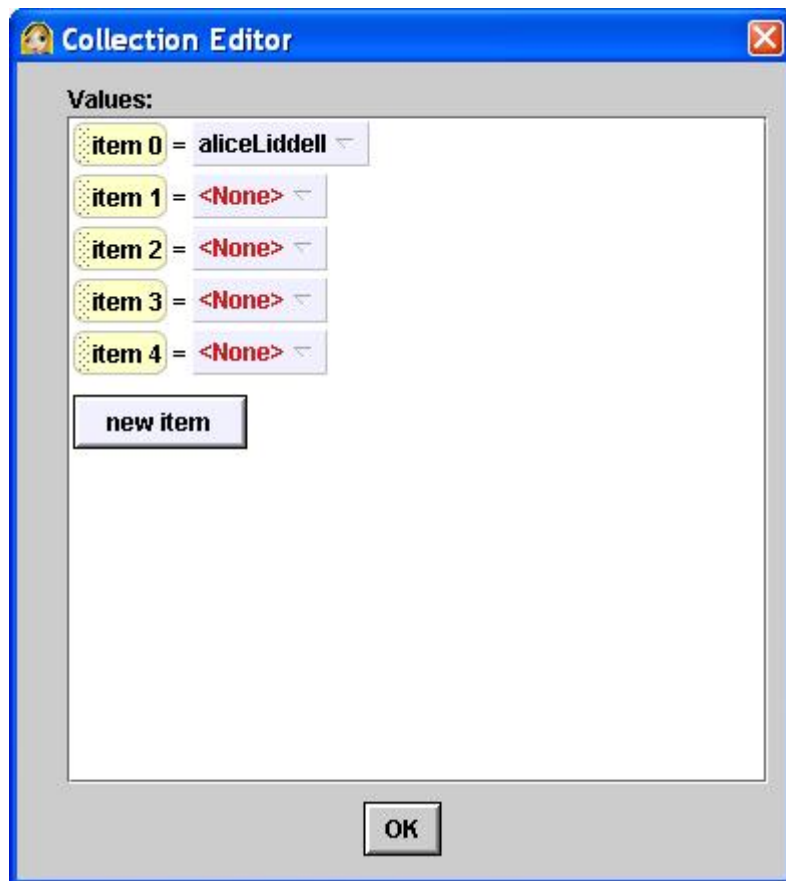 Collection Editor
Values:
item 0 = aliceLiddell
item 1 = <None>
item 2 = <None>
item 3 = <None>
item 4 = <None>
new item
OK